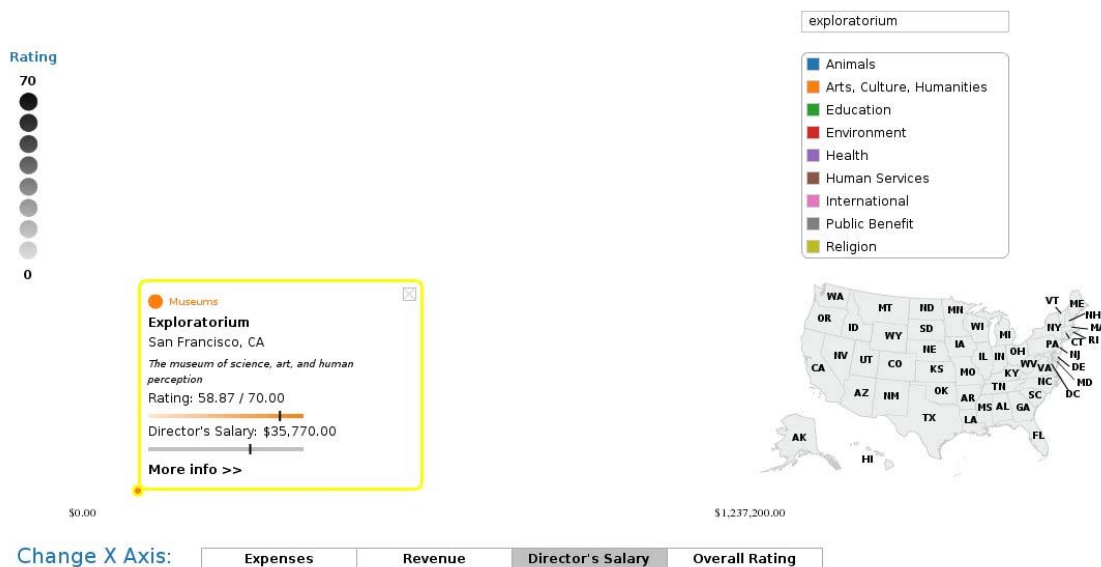 exploratorium
Rating
70
0
Animals
Arts, Culture, Humanities
Education
Environment
Health
Human Services
International
Public Benefit
Religion
Museums
Exploratorium
San Francisco, CA
The museum of science, art, and human
perception
Rating: 58.87 / 70.00
Director's Salary: $35,770.00
More info >>
WA
MT
ND
MN
VT
ME
OR
ID
WY
SD
WI
MI
NY
NH
MA
CT
RI
NV
UT
CO
NE
IA
IL
IN
OH
PA
NJ
CA
KS
MO
KY
WV
VA
DE
MD
DC
AZ
NM
OK
AR
TN
NC
SC
TX
LA
MS
AL
GA
FL
AK
HI
$0.00
$1,237,200.00
Change X Axis:
Expenses
Revenue
Director's Salary
Overall Rating